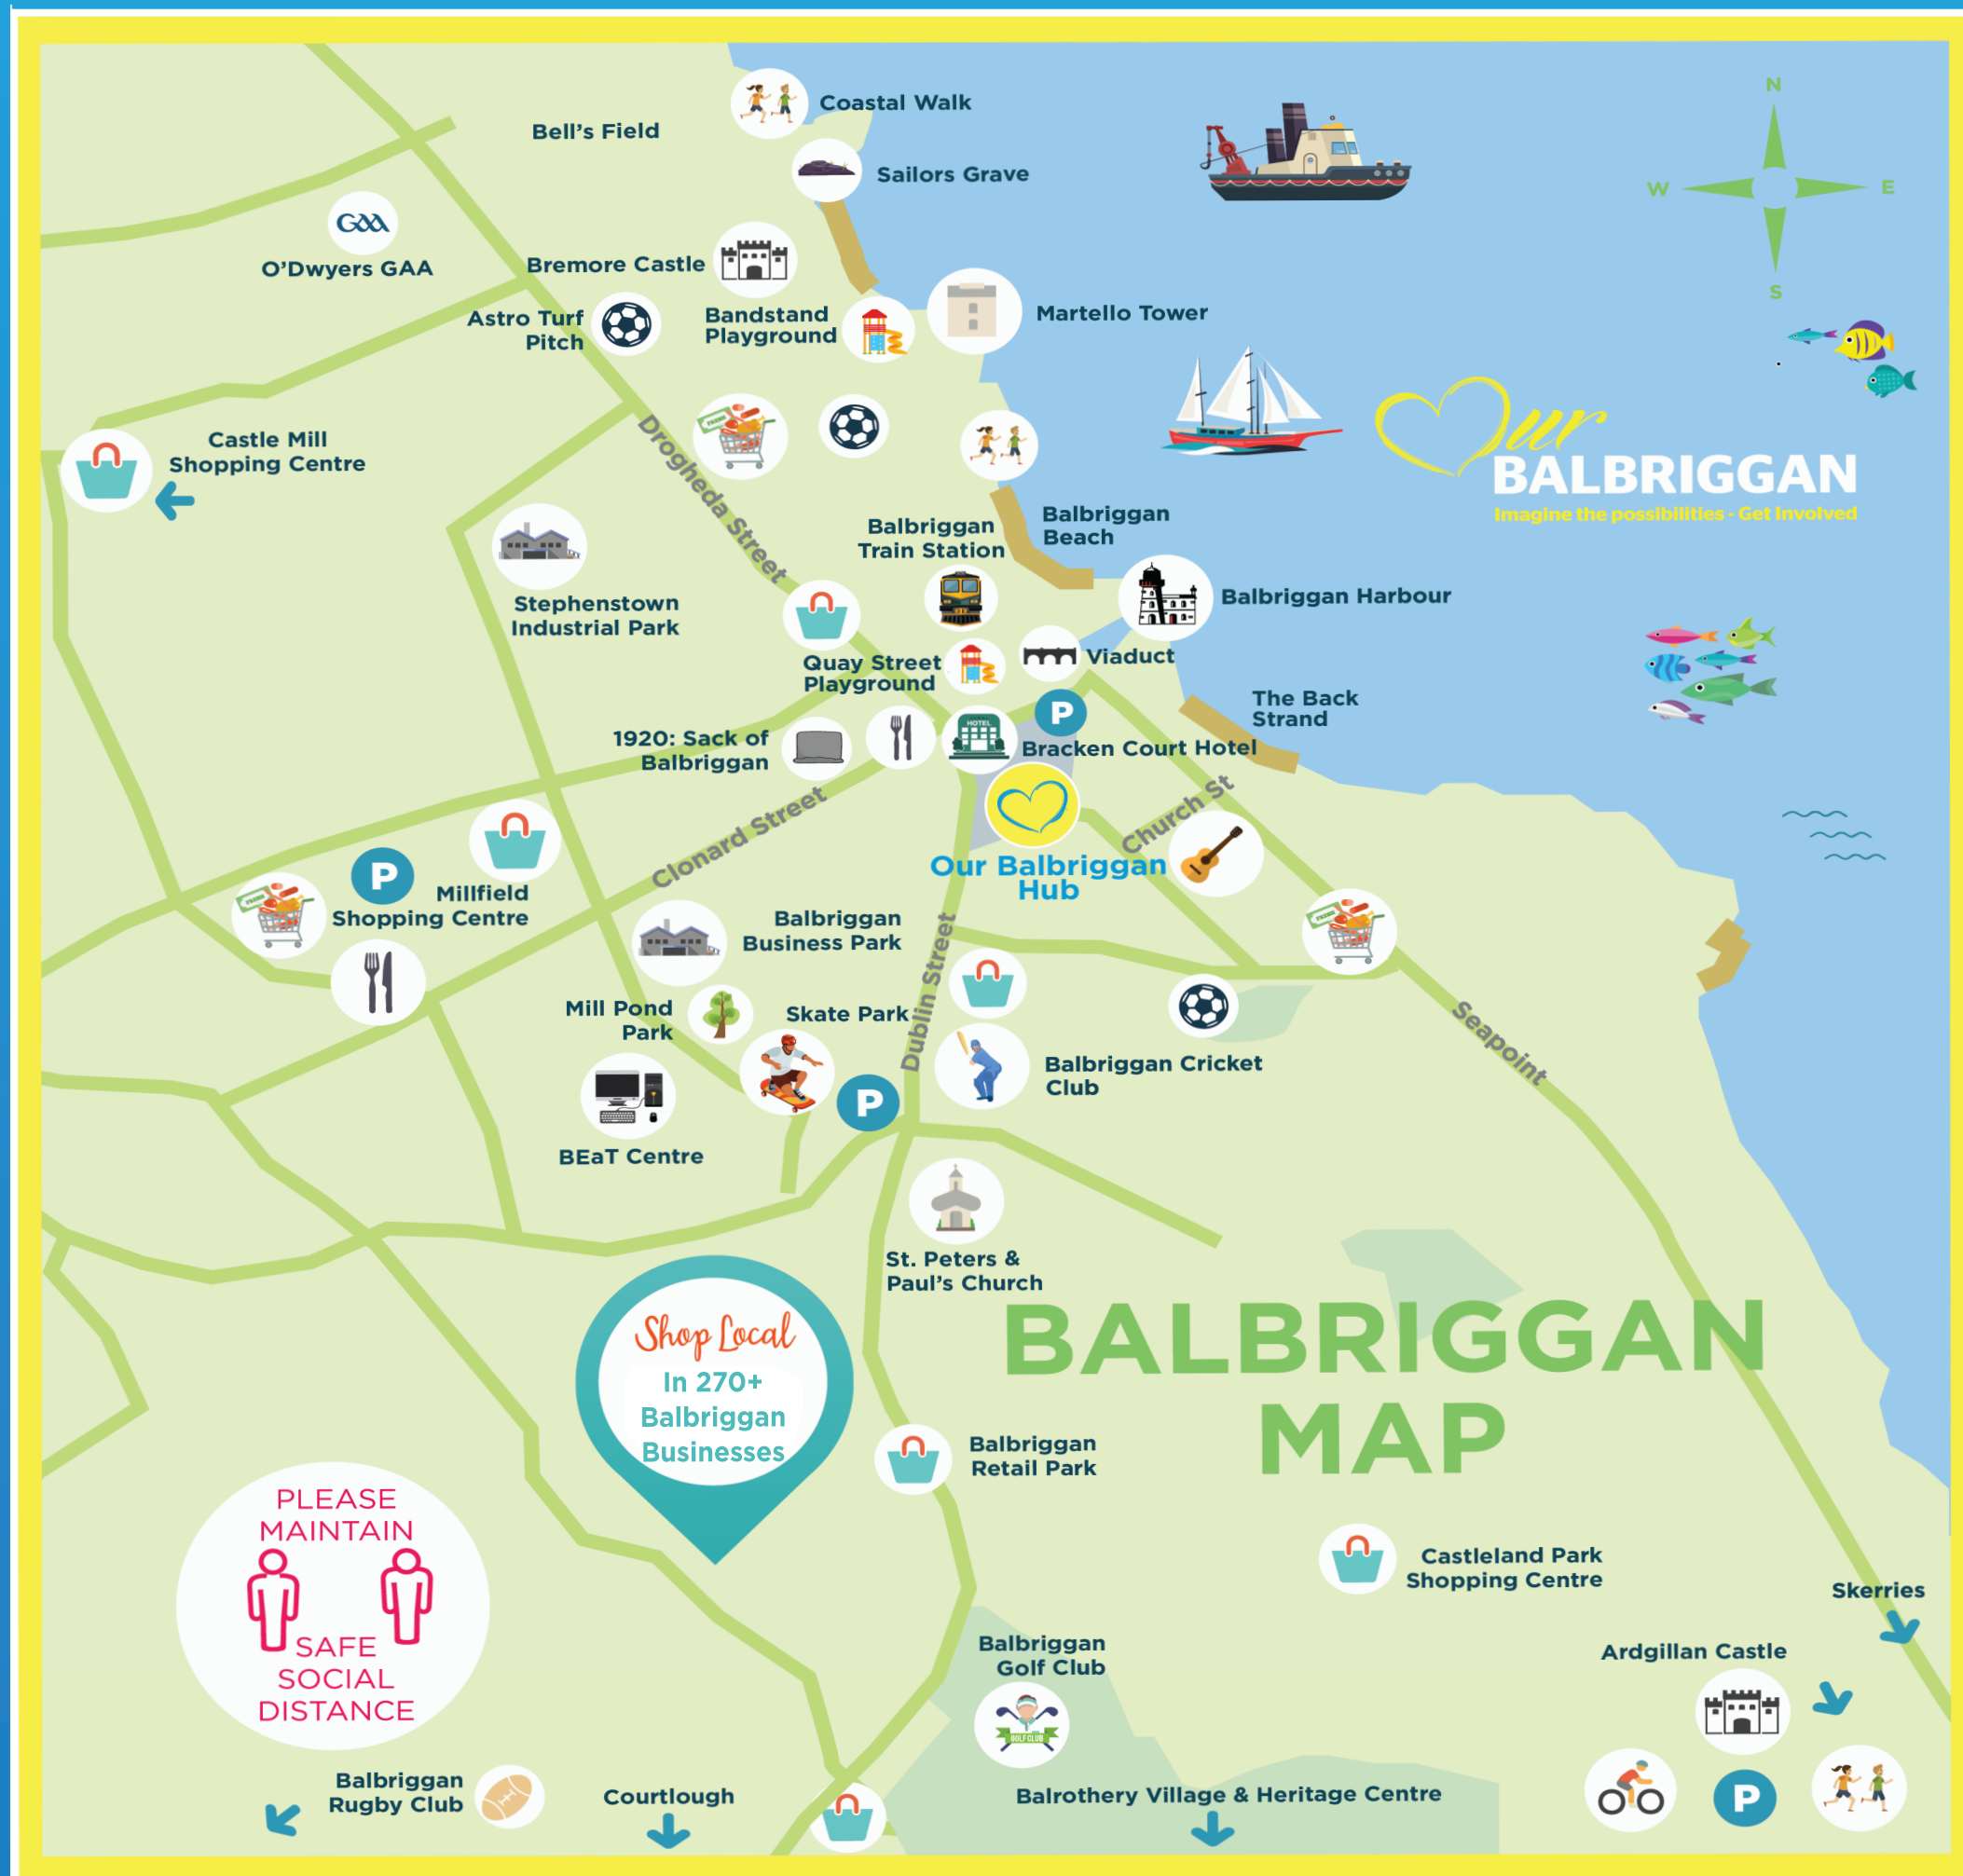 N
Coastal Walk
Bell's Field
Sailors Grave
W
E
GAA
O'Dwyers GAA
Bremore Castle
S
Astro Turf
Pitch
Bandstand
Playground
Martello Tower
Our
BALBRIGGAN
Imagine the possibilities - Get Involved
Castle Mill
Shopping Centre
FRESH
Drogheda Street
Balbriggan
Train Station
Balbriggan
Beach
Stephenstown
Industrial Park
Balbriggan Harbour
Quay Street
Playground
Viaduct
The Back
Strand
P
HOTEL
Bracken Court Hotel
1920: Sack of
Balbriggan
Clonard Street
Church St
Our Balbriggan
Hub
P
Millfield
Shopping Centre
FRESH
FRESH
Balbriggan
Business Park
Dublin Street
Mill Pond
Park
Skate Park
Seapoint
Balbriggan Cricket
Club
P
BEaT Centre
St. Peters &
Paul's Church
BALBRIGGAN
MAP
Shop Local
In 270+
Balbriggan
Businesses
Balbriggan
Retail Park
PLEASE
MAINTAIN
SAFE
SOCIAL
DISTANCE
Castleland Park
Shopping Centre
Skerries
Balbriggan
Golf Club
GOLF CLUB
Ardgillan Castle
P
Balbriggan
Rugby Club
Courtlough
Balrothery Village & Heritage Centre